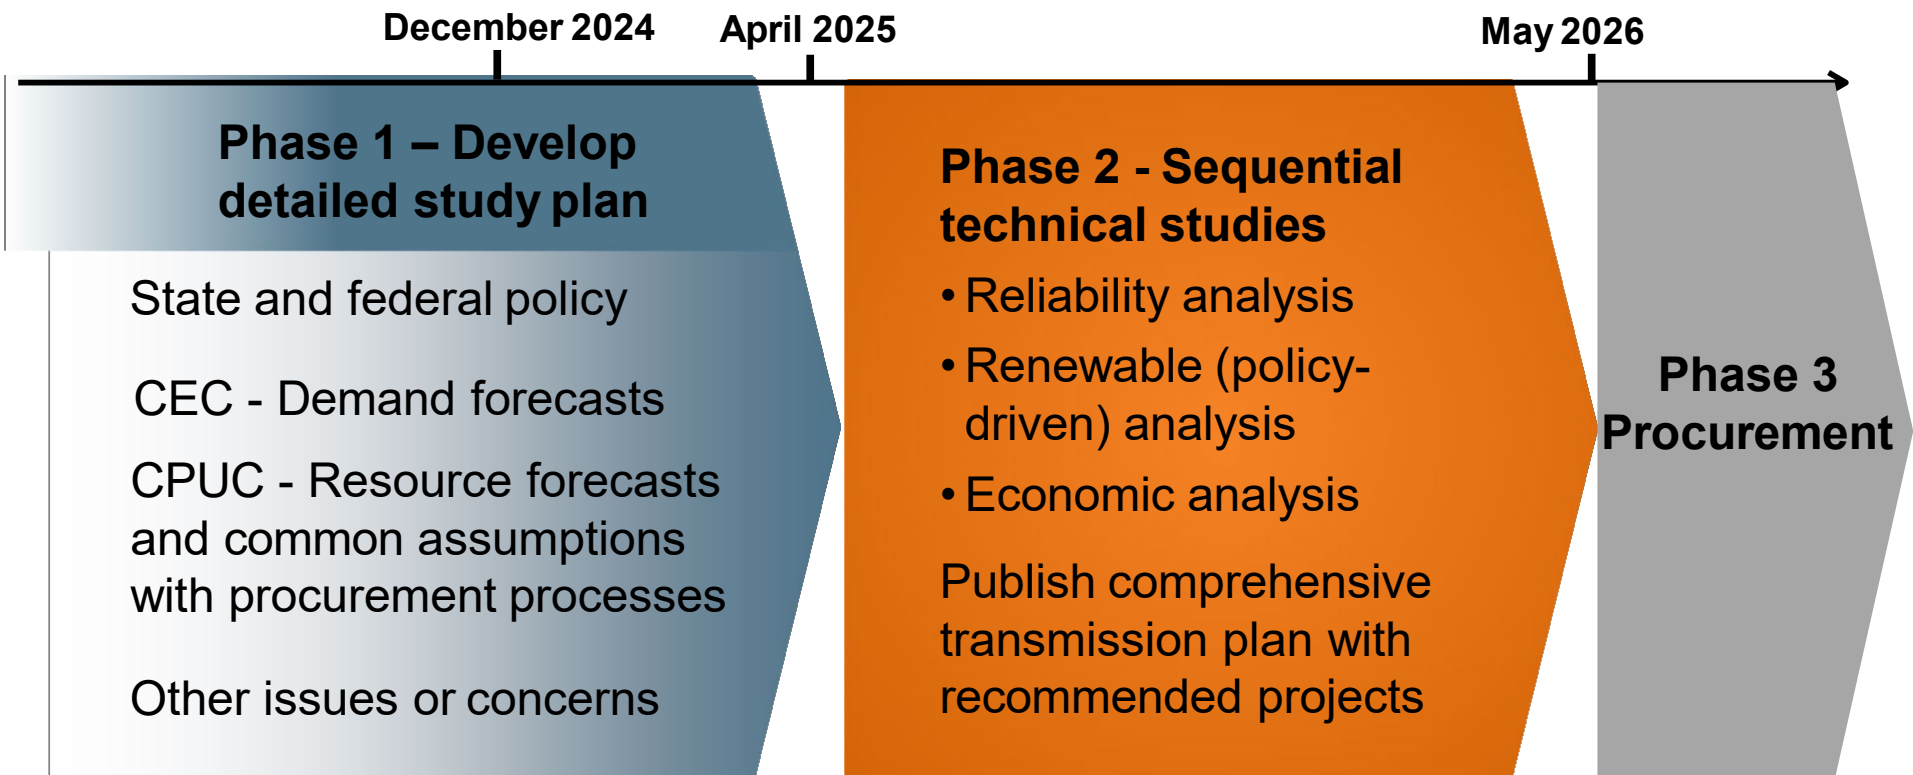 December 2024
April 2025
May 2026
Phase 1 – Develop
detailed study plan
State and federal policy
CEC - Demand forecasts
CPUC - Resource forecasts
and common assumptions
with procurement processes
Other issues or concerns
Phase 2 - Sequential
technical studies
• Reliability analysis
• Renewable (policy-
driven) analysis
• Economic analysis
Publish comprehensive
transmission plan with
recommended projects
Phase 3
Procurement